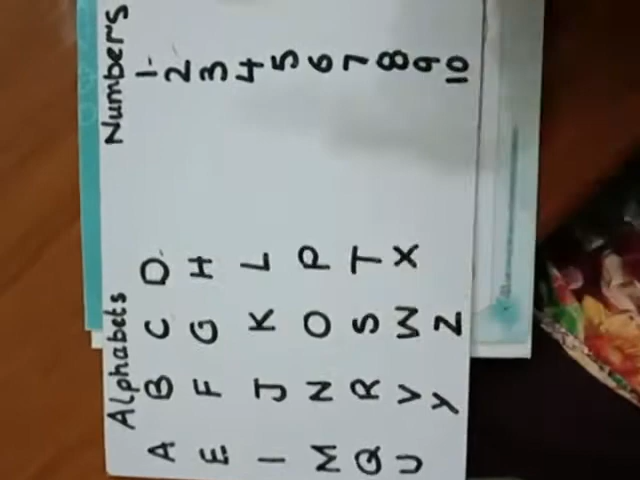 Alphabets Numbers
A B C D 1
E F G H 2
I J K L 3
M N O P 4
Q R S T 5
U V W X 6
Y Z 7
8
9
10